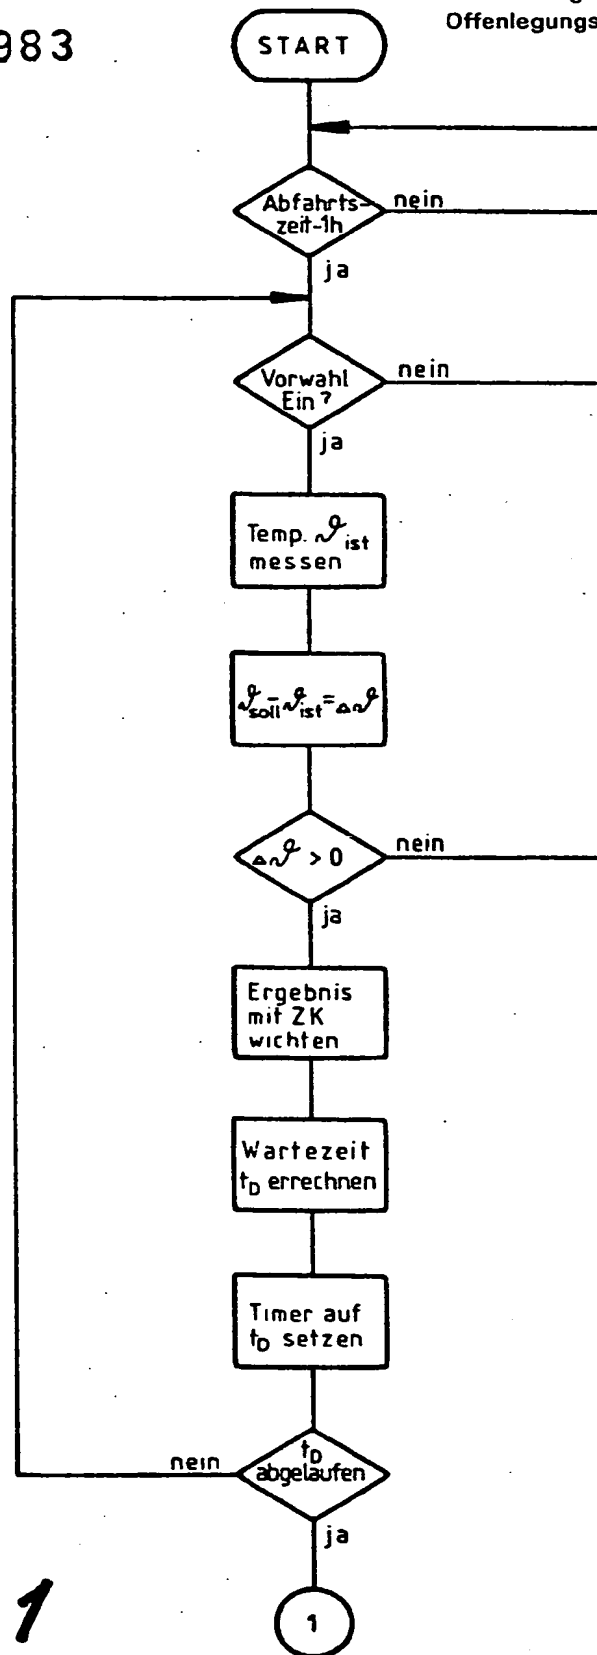 983
Offenlegungs
START
Abfahrts-
zeit-1h
nein
ja
Vorwahl
Ein?
nein
ja
Temp. ϑist
messen
ϑsoll-ϑist=Δϑ
Δϑ > 0
nein
ja
Ergebnis
mit ZK
wichten
Wartezeit
tD errechnen
Timer auf
tD setzen
tD
abgelaufen
nein
ja
1
1